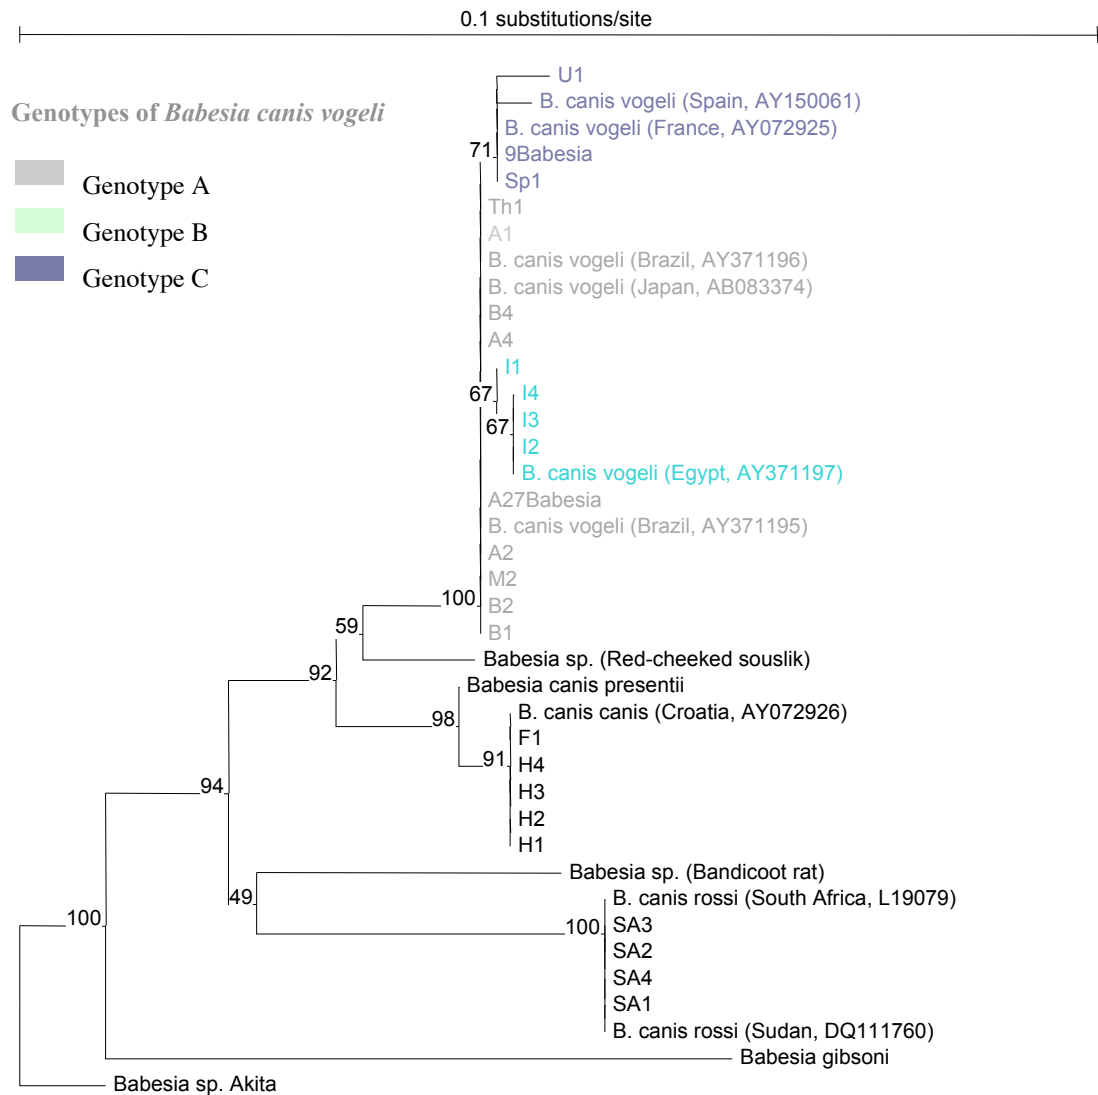 0.1 substitutions/site
U1
Genotypes of Babesia canis vogeli
B. canis vogeli (Spain, AY150061)
B. canis vogeli (France, AY072925)
71
9Babesia
Genotype A
Sp1
Th1
Genotype B
A1
B. canis vogeli (Brazil, AY371196)
Genotype C
B. canis vogeli (Japan, AB083374)
B4
A4
I1
67
I4
I3
67
I2
B. canis vogeli (Egypt, AY371197)
A27Babesia
B. canis vogeli (Brazil, AY371195)
A2
M2
100
B2
59
B1
Babesia sp. (Red-cheeked souslik)
92
Babesia canis presentii
98
B. canis canis (Croatia, AY072926)
F1
91
H4
94
H3
H2
H1
Babesia sp. (Bandicoot rat)
49
B. canis rossi (South Africa, L19079)
100
100
SA3
SA2
SA4
SA1
B. canis rossi (Sudan, DQ111760)
Babesia gibsoni
Babesia sp. Akita